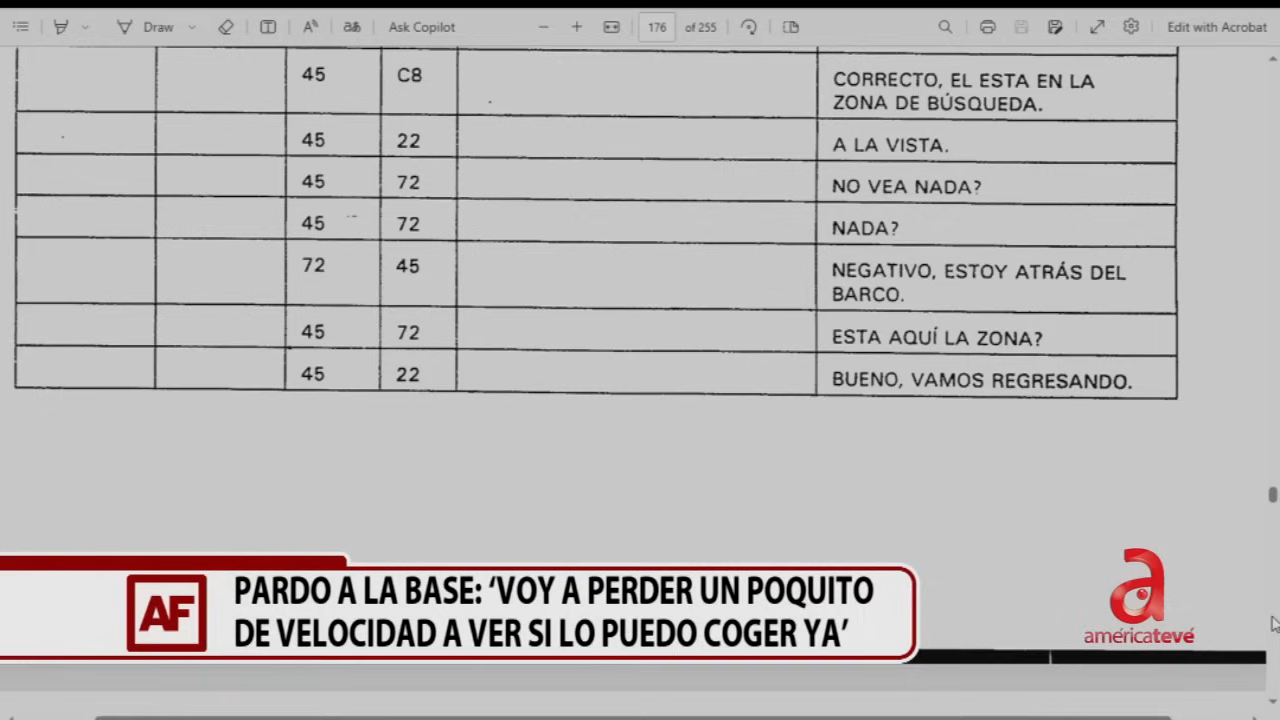 Draw
Ask Copilot
176 of 255
Edit with Acrobat
45 C8 CORRECTO, EL ESTA EN LA
ZONA DE BÚSQUEDA.
45 22 A LA VISTA.
45 72 NO VEA NADA?
45 72 NADA?
72 45 NEGATIVO, ESTOY ATRÁS DEL
BARCO.
45 72 ESTA AQUÍ LA ZONA?
45 22 BUENO, VAMOS REGRESANDO.
AF
PARDO A LA BASE: ‘VOY A PERDER UN POQUITO
DE VELOCIDAD A VER SI LO PUEDO COGER YA’
a
américatevé